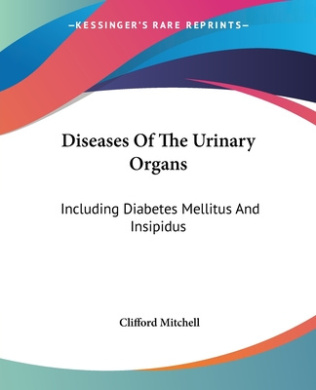 KESSINGER'S RARE REPRINTS
Diseases Of The Urinary
Organs
Including Diabetes Mellitus And
Insipidus
Clifford Mitchell